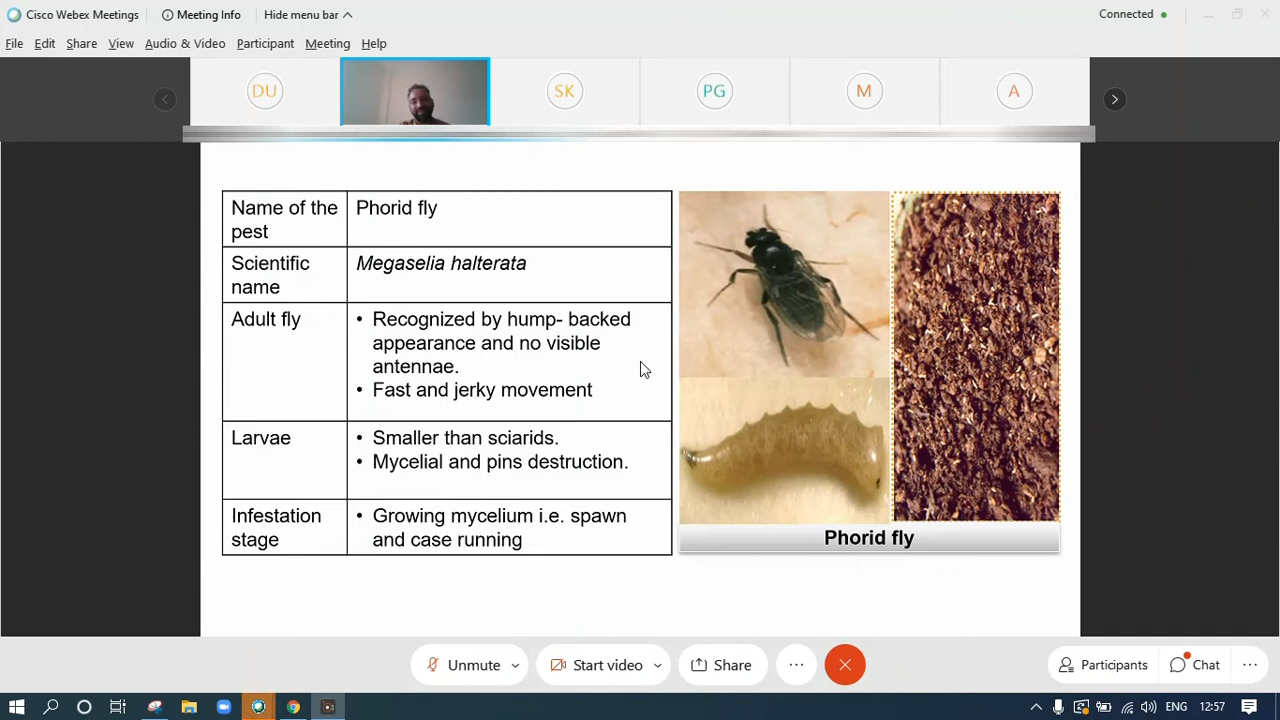 Cisco Webex Meetings
Meeting Info
Hide menu bar
Connected
File Edit Share View Audio & Video Participant Meeting Help
DU
SK
PG
M
A
Name of the
pest
Phorid fly
Scientific
name
Megaselia halterata
Adult fly
• Recognized by hump- backed
appearance and no visible
antennae.
• Fast and jerky movement
Larvae
• Smaller than sciarids.
• Mycelial and pins destruction.
Infestation
stage
• Growing mycelium i.e. spawn
and case running
Phorid fly
Unmute
Start video
Share
Participants
Chat
ENG
12:57